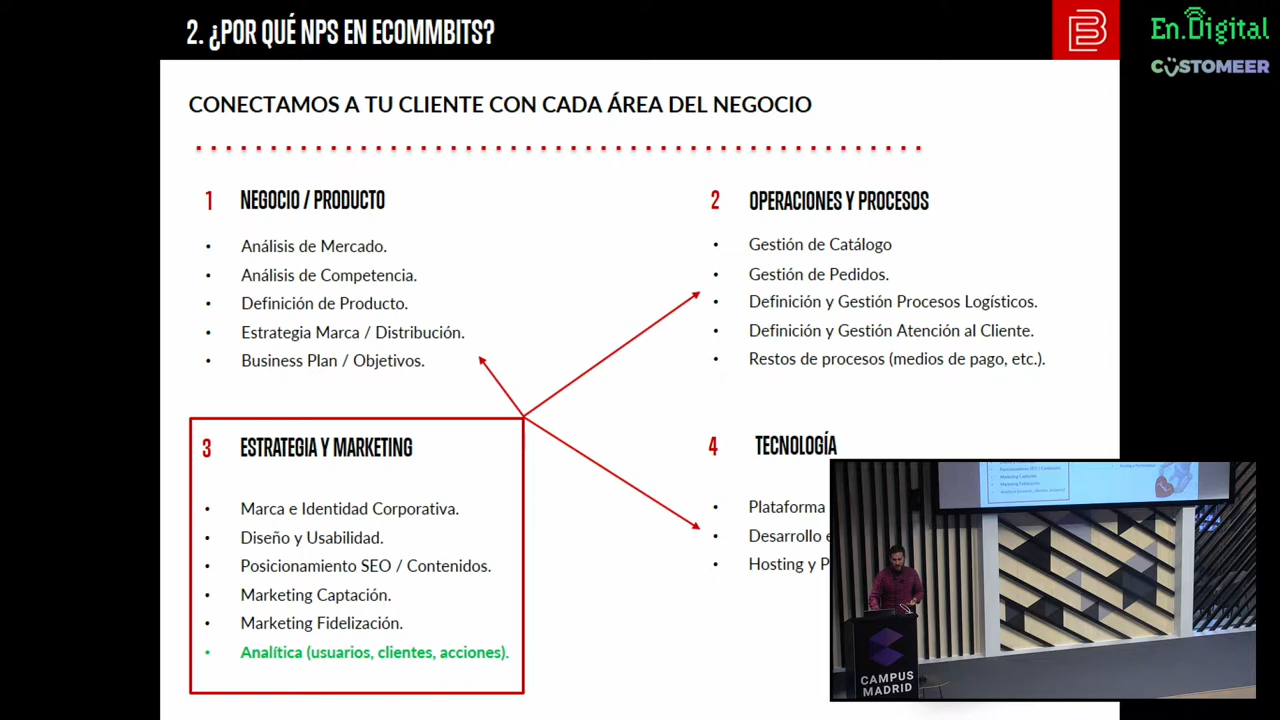 2. ¿POR QUÉ NPS EN ECOMMBITS?
En.Digital
CUSTOMEER
CONECTAMOS A TU CLIENTE CON CADA ÁREA DEL NEGOCIO
1 NEGOCIO / PRODUCTO
• Análisis de Mercado.
• Análisis de Competencia.
• Definición de Producto.
• Estrategia Marca / Distribución.
• Business Plan / Objetivos.
2 OPERACIONES Y PROCESOS
• Gestión de Catálogo
• Gestión de Pedidos.
• Definición y Gestión Procesos Logísticos.
• Definición y Gestión Atención al Cliente.
• Restos de procesos (medios de pago, etc.).
3 ESTRATEGIA Y MARKETING
• Marca e Identidad Corporativa.
• Diseño y Usabilidad.
• Posicionamiento SEO / Contenidos.
• Marketing Captación.
• Marketing Fidelización.
• Analítica (usuarios, clientes, acciones).
4 TECNOLOGÍA
• Plataforma
• Desarrollo
• Hosting y
CAMPUS
MADRID